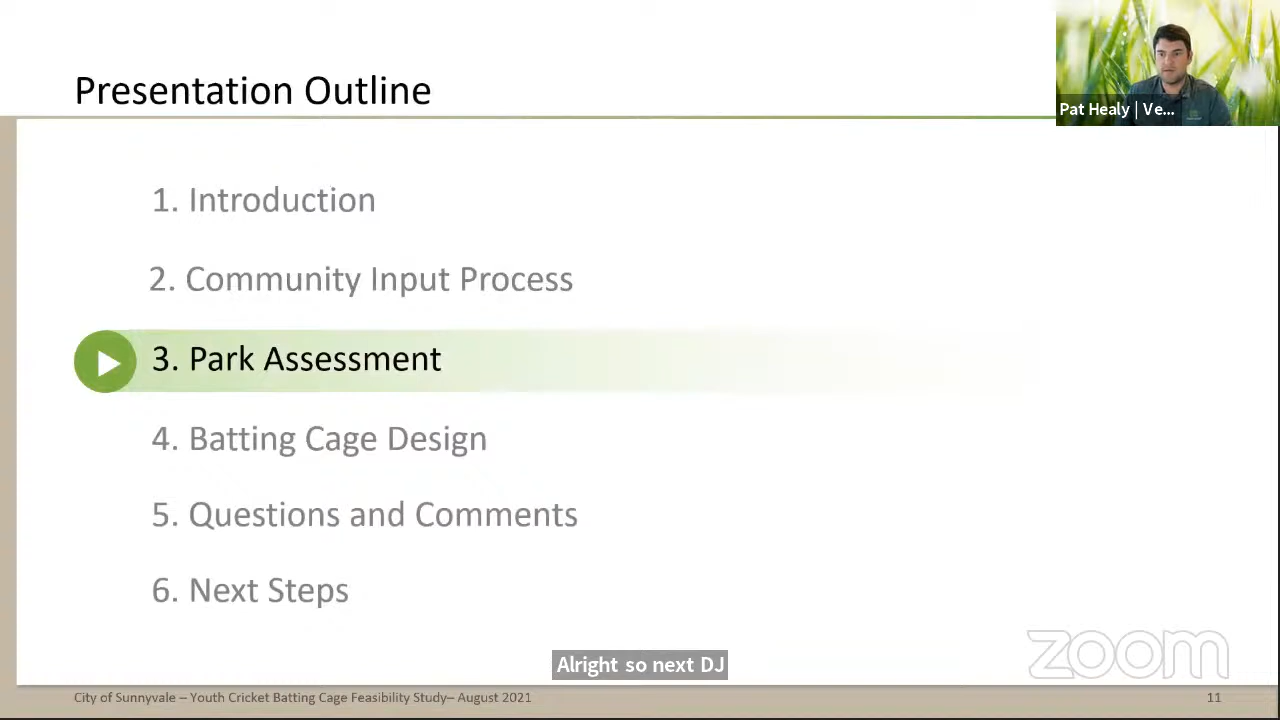 Presentation Outline
Pat Healy | Ve...
1. Introduction
2. Community Input Process
3. Park Assessment
4. Batting Cage Design
5. Questions and Comments
6. Next Steps
zoom
Alright so next DJ
City of Sunnyvale – Youth Cricket Batting Cage Feasibility Study– August 2021
11